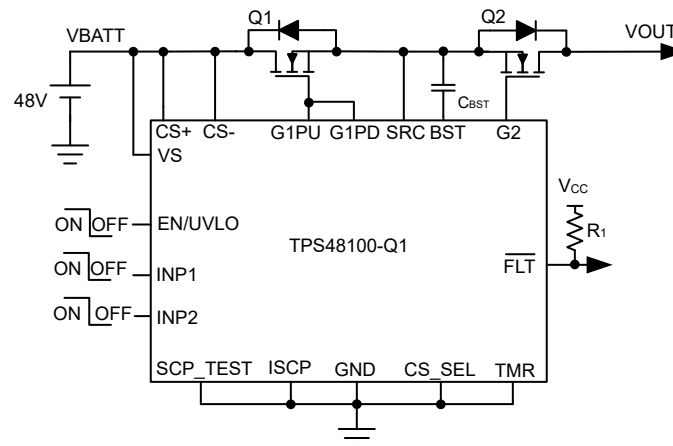 Q1
Q2
VBATT
VOUT
48V
CBST
CS+
CS-
G1PU
G1PD
SRC
BST
G2
VS
VCC
ON
OFF
EN/UVLO
R1
TPS48100-Q1
FLT
ON
OFF
INP1
ON
OFF
INP2
SCP_TEST
ISCP
GND
CS_SEL
TMR